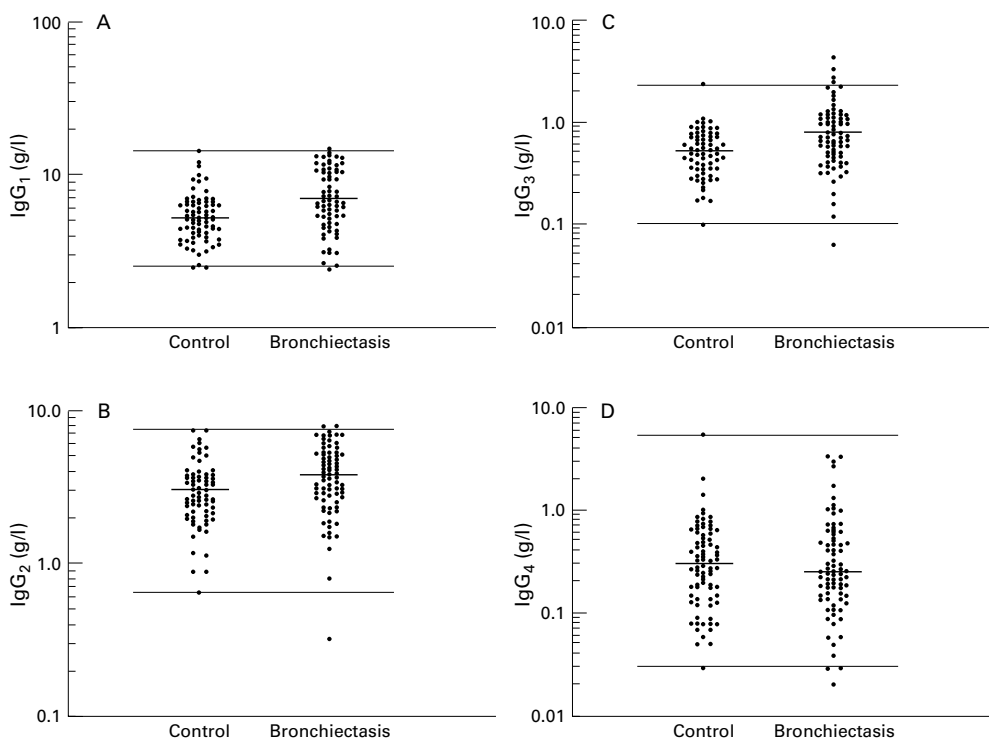 A
100
10
1
IgG1 (g/l)
Control Bronchiectasis
B
10.0
1.0
0.1
IgG2 (g/l)
Control Bronchiectasis
C
10.0
1.0
0.1
0.01
IgG3 (g/l)
Control Bronchiectasis
D
10.0
1.0
0.1
0.01
IgG4 (g/l)
Control Bronchiectasis